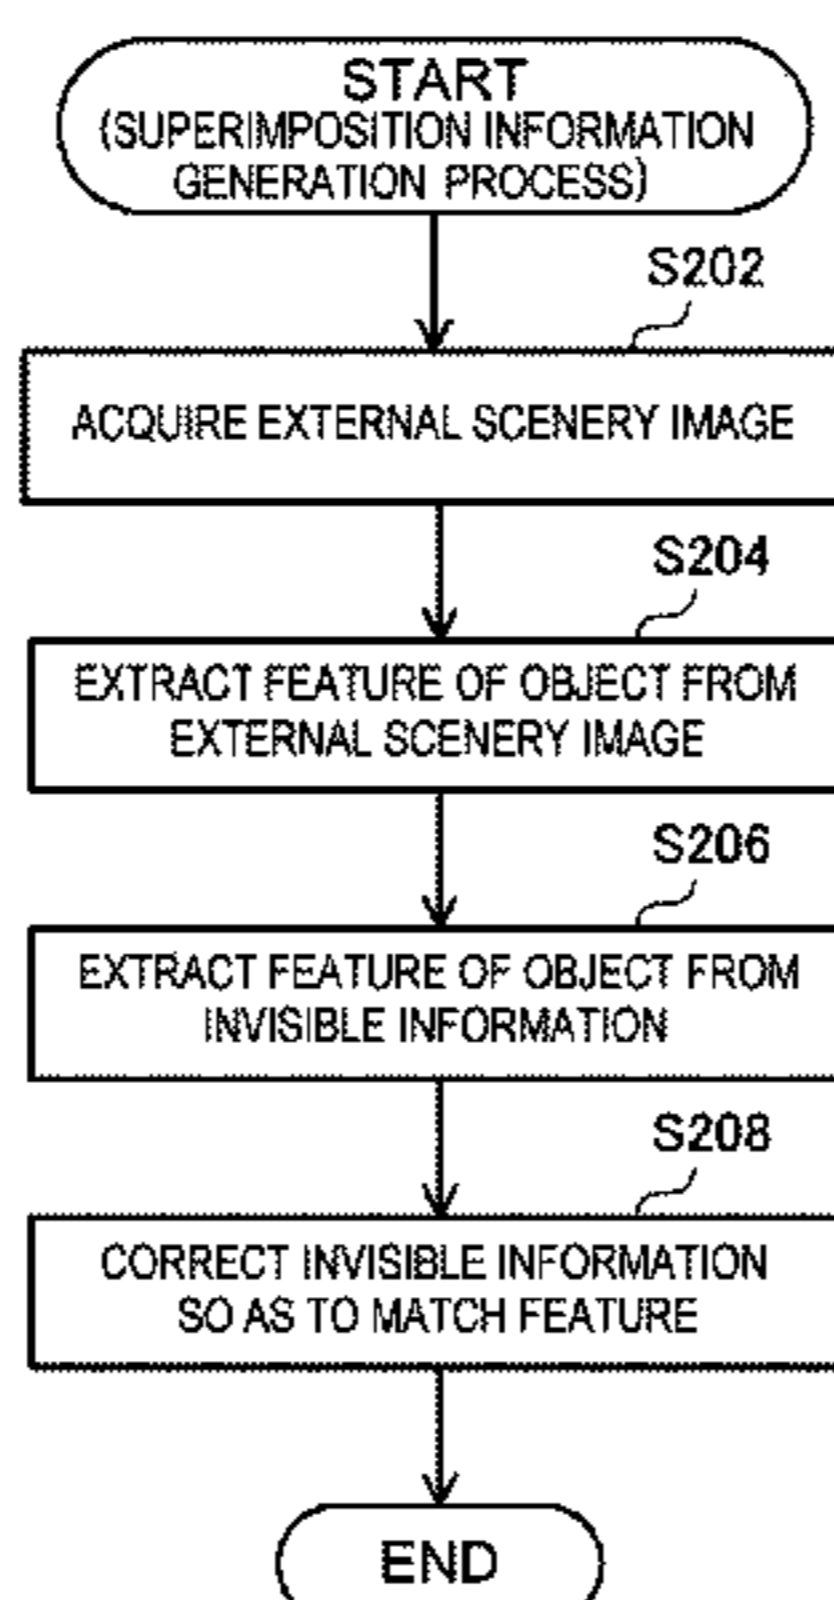 START
(SUPERIMPOSITION INFORMATION
GENERATION PROCESS)
S202
ACQUIRE EXTERNAL SCENERY IMAGE
S204
EXTRACT FEATURE OF OBJECT FROM
EXTERNAL SCENERY IMAGE
S206
EXTRACT FEATURE OF OBJECT FROM
INVISIBLE INFORMATION
S208
CORRECT INVISIBLE INFORMATION
SO AS TO MATCH FEATURE
END